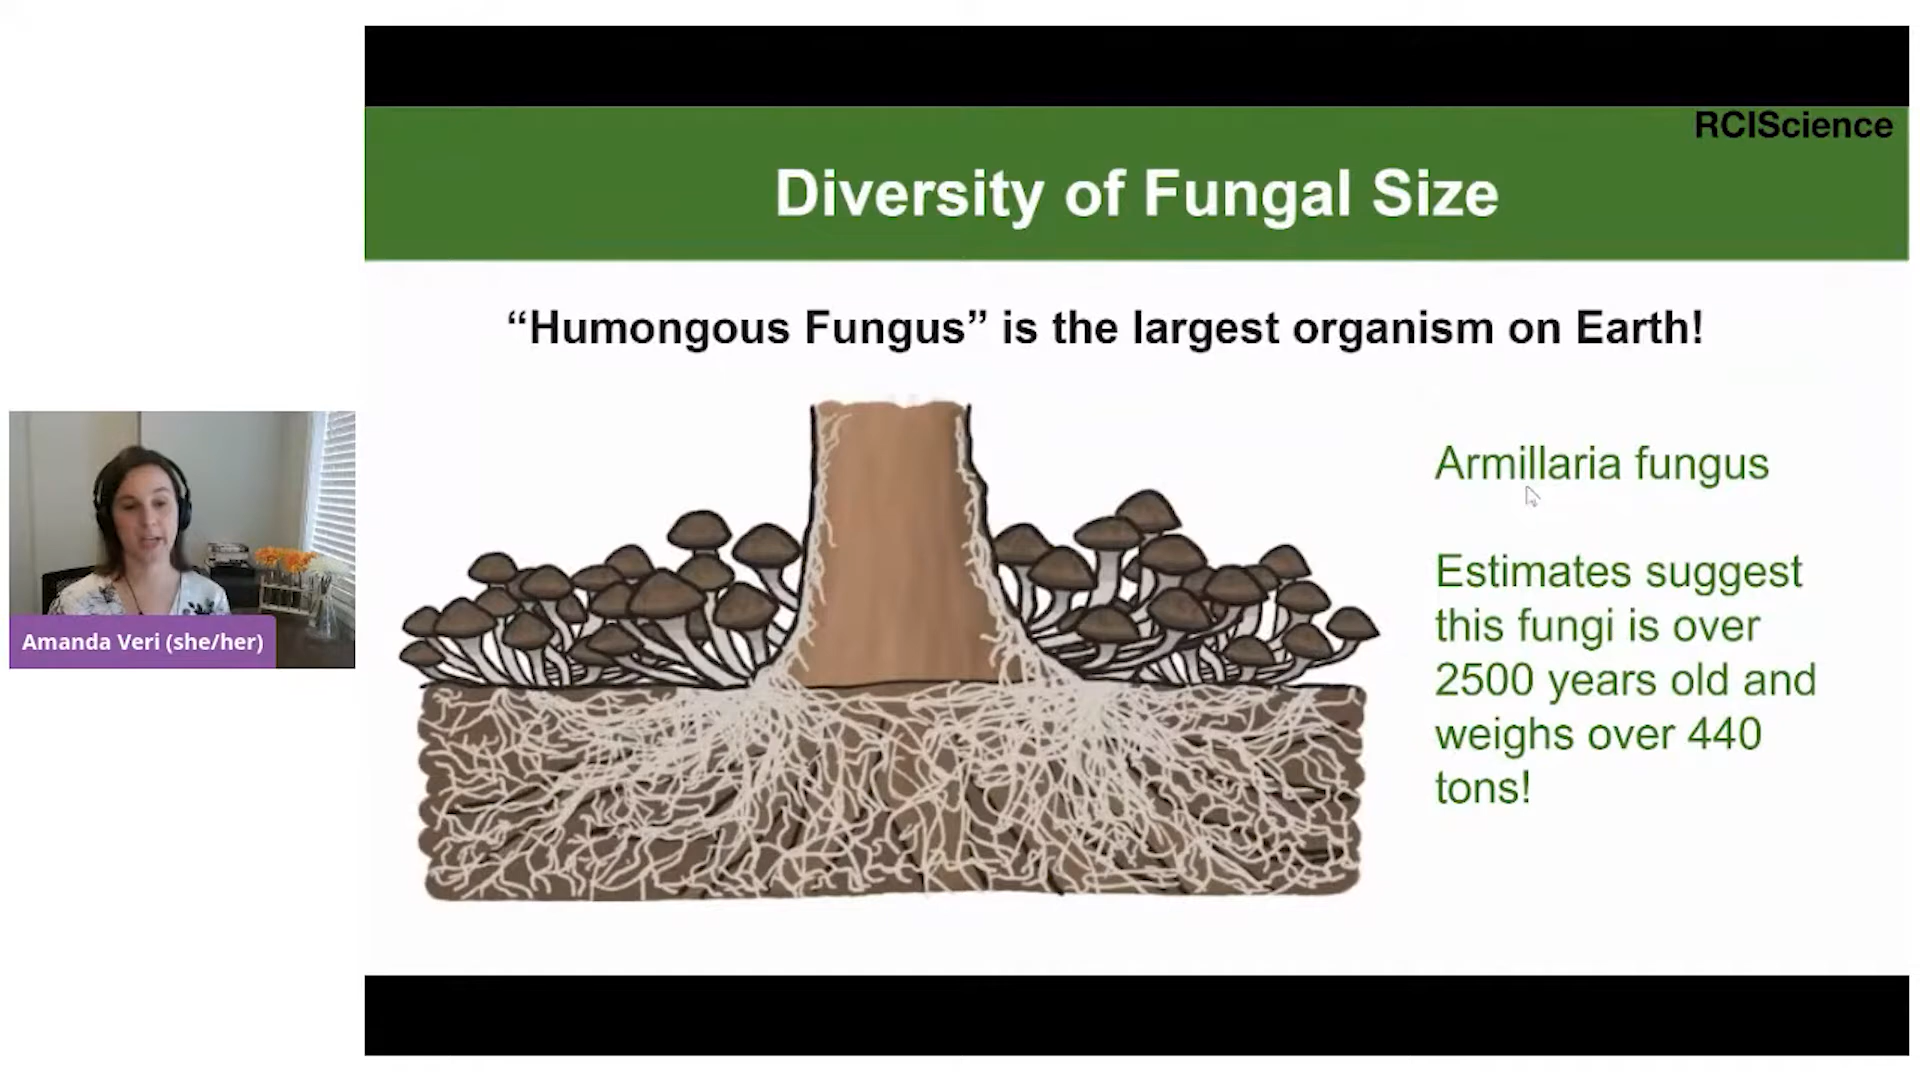 RCIScience
Diversity of Fungal Size
“Humongous Fungus” is the largest organism on Earth!
Armillaria fungus
Estimates suggest
this fungi is over
2500 years old and
weighs over 440
tons!
Amanda Veri (she/her)